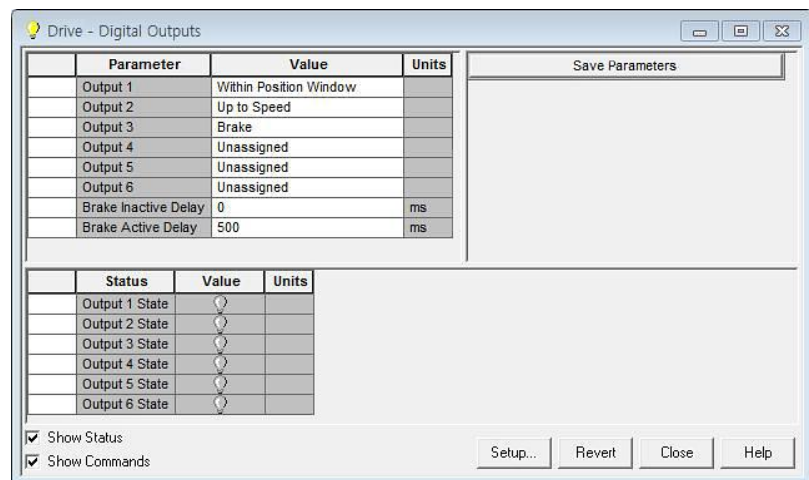 Drive - Digital Outputs
Parameter Value Units
Output 1 Within Position Window
Output 2 Up to Speed
Output 3 Brake
Output 4 Unassigned
Output 5 Unassigned
Output 6 Unassigned
Brake Inactive Delay 0 ms
Brake Active Delay 500 ms
Save Parameters
Status Value Units
Output 1 State
Output 2 State
Output 3 State
Output 4 State
Output 5 State
Output 6 State
Show Status
Show Commands
Setup... Revert Close Help